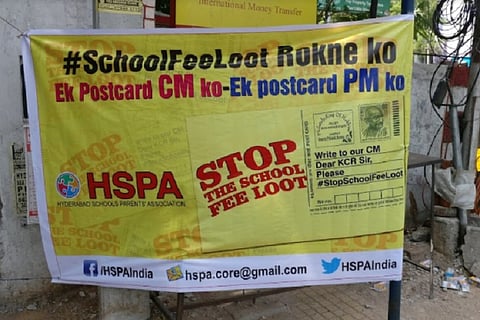 International Money Transfer
#SchoolFeeLoot Rokne ko
Ek Postcard CM ko-Ek postcard PM ko
HSPA
HYDERABAD SCHOOLS PARENTS' ASSOCIATION
STOP
THE SCHOOL
FEE LOOT
Write to our CM
Dear KCR Sir,
Please
#StopSchoolFeeLoot
/HSPAIndia
hspa.core@gmail.com
/HSPAIndia